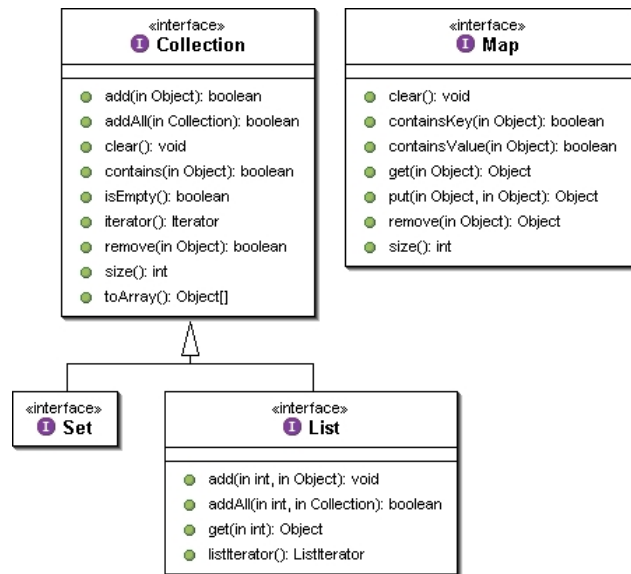 «interface»
I Collection
add(in Object): boolean
addAll(in Collection): boolean
clear(): void
contains(in Object): boolean
isEmpty(): boolean
iterator(): Iterator
remove(in Object): boolean
size(): int
toArray(): Object[]
«interface»
I Map
clear(): void
containsKey(in Object): boolean
containsValue(in Object): boolean
get(in Object): Object
put(in Object, in Object): Object
remove(in Object): Object
size(): int
«interface»
I Set
«interface»
I List
add(in int, in Object): void
addAll(in int, in Collection): boolean
get(in int): Object
listIterator(): ListIterator